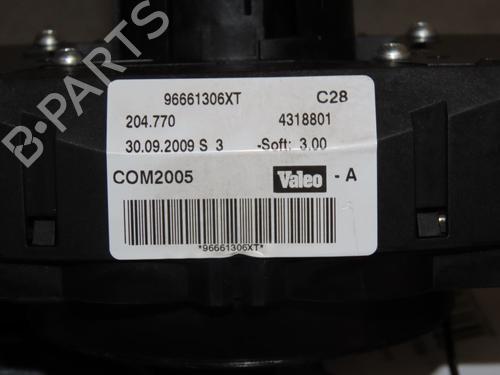 B-PARTS
96661306XT C28
204.770 4318801
30.09.2009 S 3 -Soft: 3.00
COM2005 Valeo - A
*96661306XT*